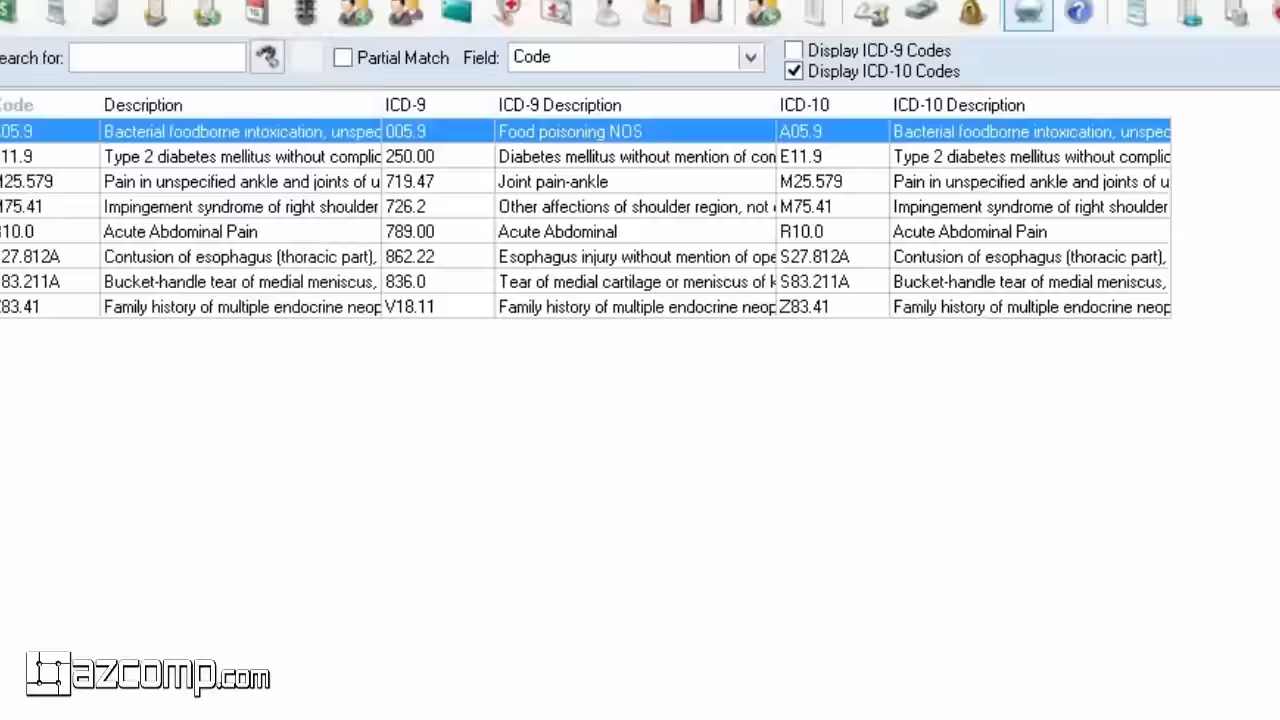 earch for: Partial Match Field: Code Display ICD-9 Codes
Display ICD-10 Codes
Code Description ICD-9 ICD-9 Description ICD-10 ICD-10 Description
05.9 Bacterial foodborne intoxication, unspec 005.9 Food poisoning NOS A05.9 Bacterial foodborne intoxication, unspec
11.9 Type 2 diabetes mellitus without complic 250.00 Diabetes mellitus without mention of com E11.9 Type 2 diabetes mellitus without complic
M25.579 Pain in unspecified ankle and joints of u 719.47 Joint pain-ankle M25.579 Pain in unspecified ankle and joints of u
M75.41 Impingement syndrome of right shoulder 726.2 Other affections of shoulder region, not M75.41 Impingement syndrome of right shoulder
R10.0 Acute Abdominal Pain 789.00 Acute Abdominal R10.0 Acute Abdominal Pain
27.812A Contusion of esophagus (thoracic part), 862.22 Esophagus injury without mention of ope S27.812A Contusion of esophagus (thoracic part),
83.211A Bucket-handle tear of medial meniscus, 836.0 Tear of medial cartilage or meniscus of k S83.211A Bucket-handle tear of medial meniscus,
Z83.41 Family history of multiple endocrine neop V18.11 Family history of multiple endocrine neop Z83.41 Family history of multiple endocrine neop
azcomp.com